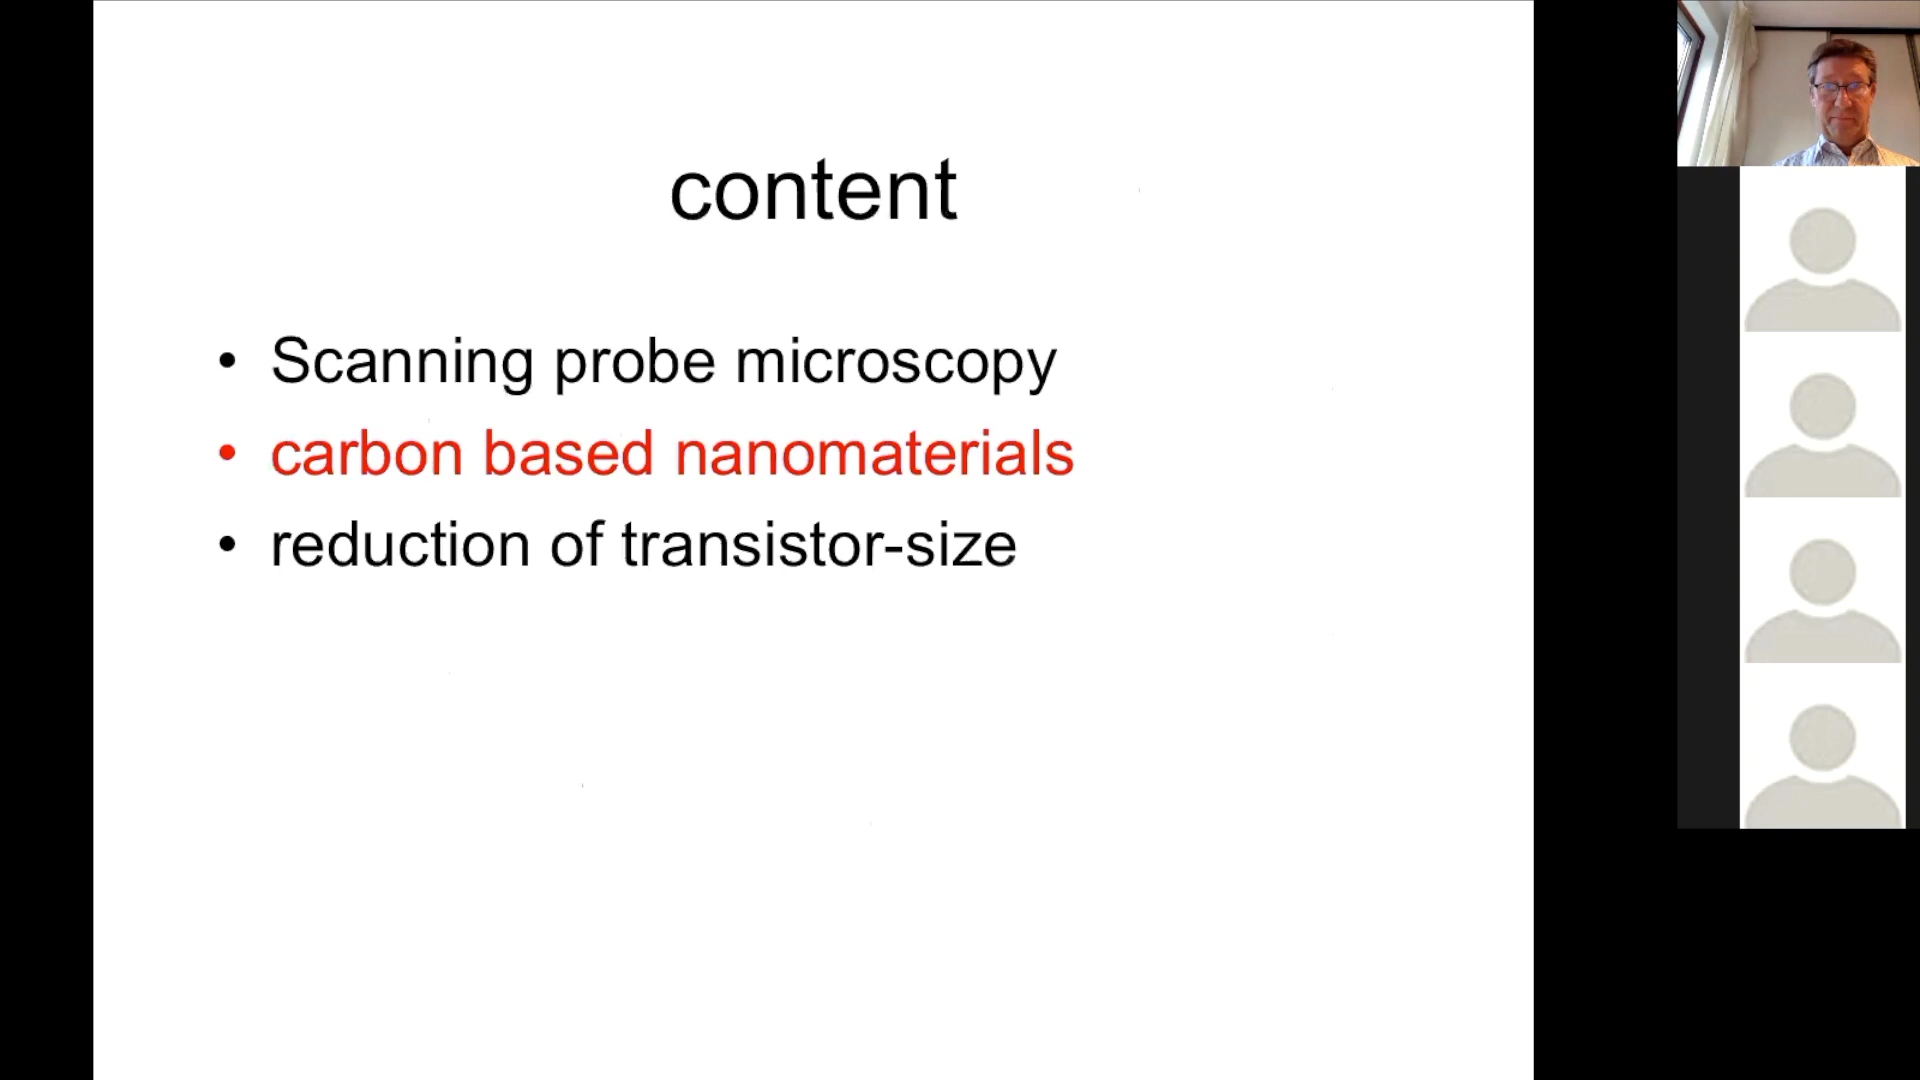 content
• Scanning probe microscopy
• carbon based nanomaterials
• reduction of transistor-size